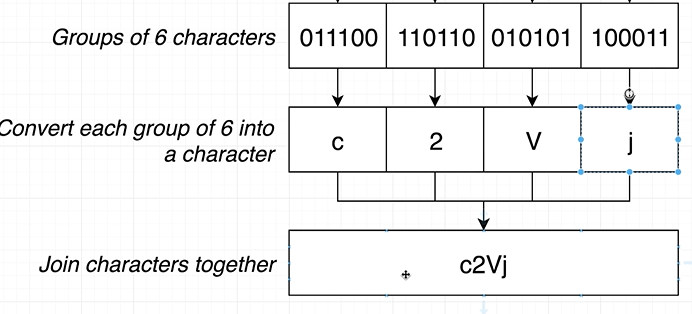 Groups of 6 characters
011100 110110 010101 100011
Convert each group of 6 into
a character
c 2 V j
Join characters together
c2Vj